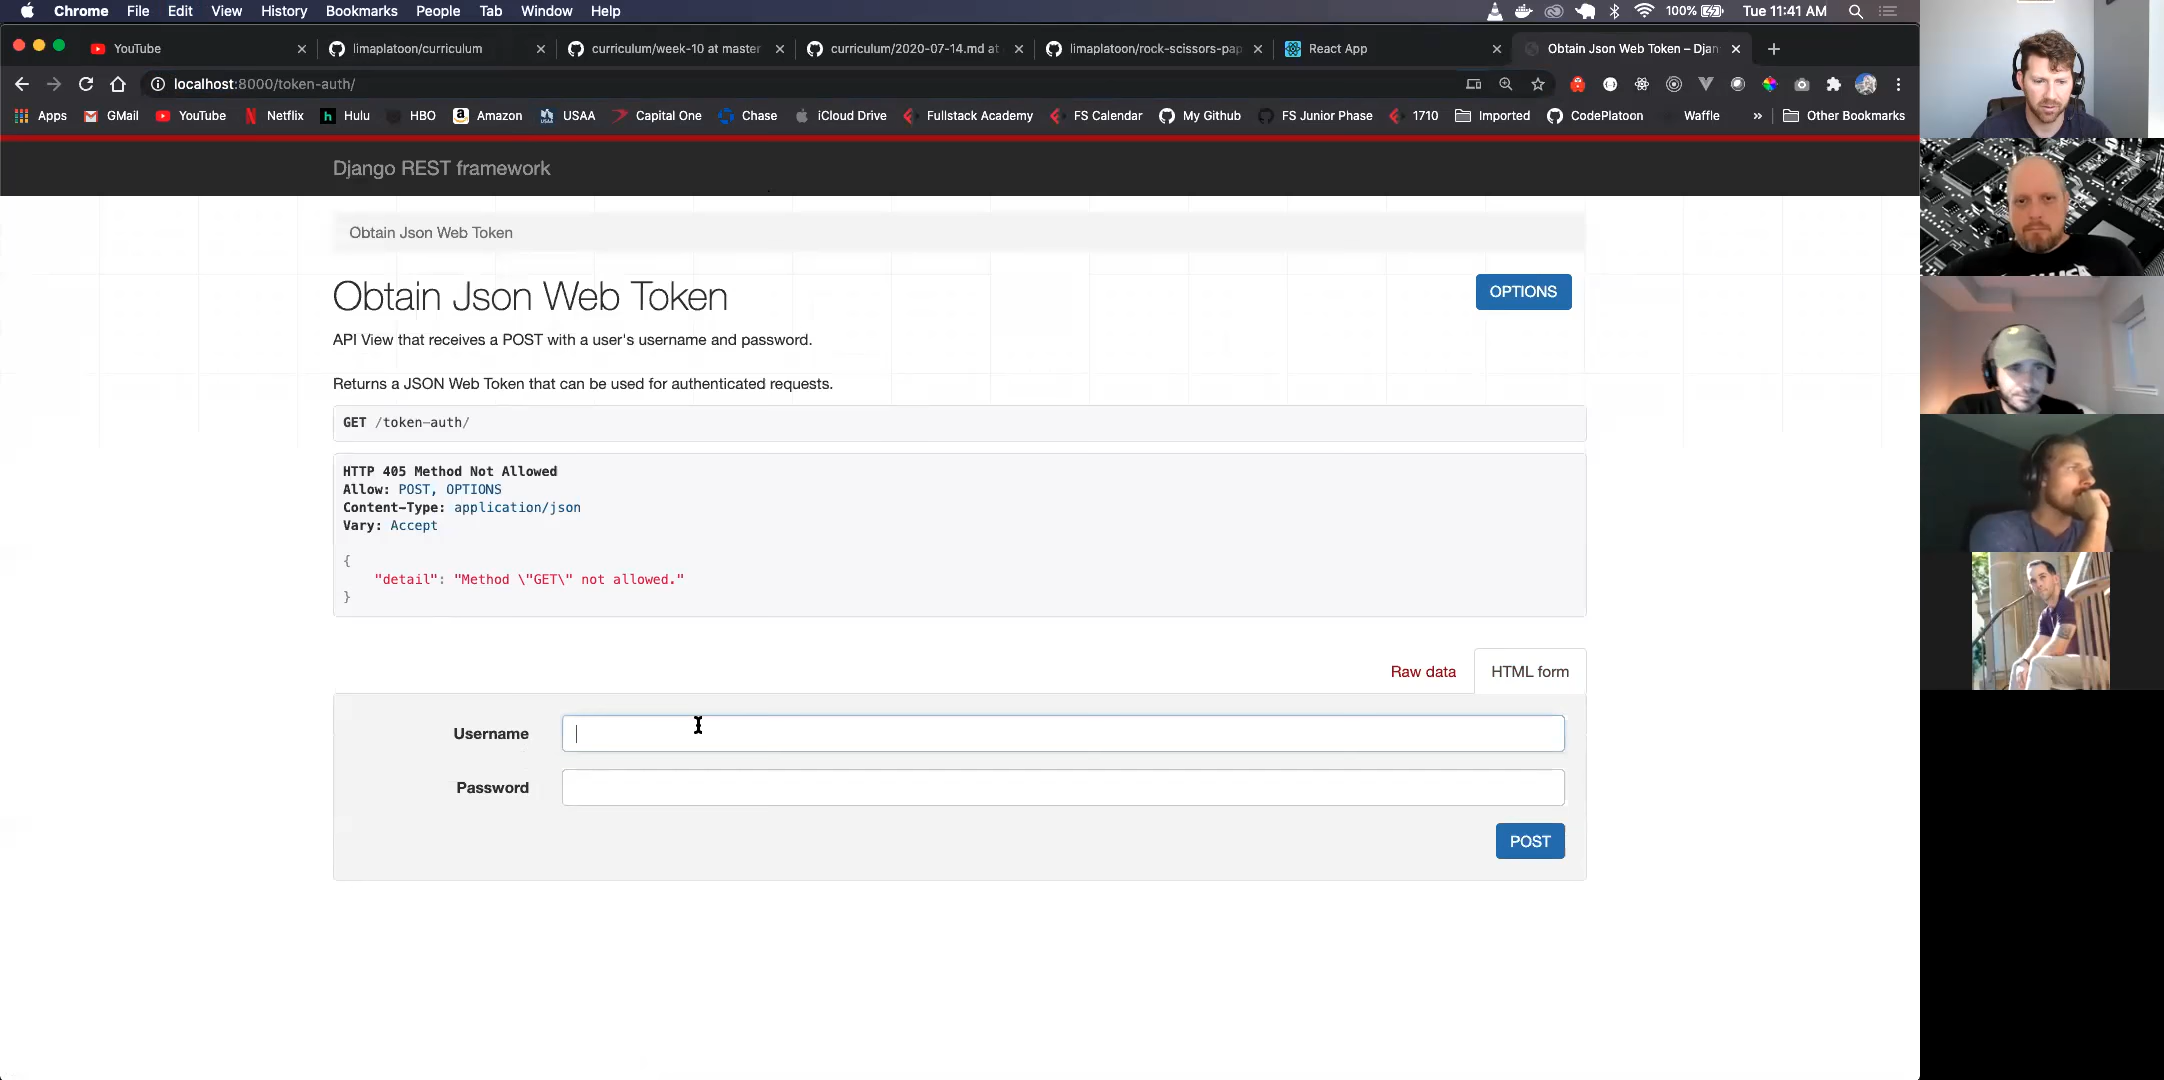 Chrome File Edit View History Bookmarks People Tab Window Help 100% Tue 11:41 AM
YouTube limaplatoon/curriculum curriculum/week-10 at master curriculum/2020-07-14.md at limaplatoon/rock-scissors-pap React App Obtain Json Web Token – Djan
localhost:8000/token-auth/
Apps GMail YouTube Netflix Hulu HBO Amazon USAA Capital One Chase iCloud Drive Fullstack Academy FS Calendar My Github FS Junior Phase 1710 Imported CodePlatoon Waffle » Other Bookmarks
Django REST framework
Obtain Json Web Token
Obtain Json Web Token
OPTIONS
API View that receives a POST with a user's username and password.
Returns a JSON Web Token that can be used for authenticated requests.
GET /token-auth/
HTTP 405 Method Not Allowed
Allow: POST, OPTIONS
Content-Type: application/json
Vary: Accept
{
"detail": "Method \"GET\" not allowed."
}
Raw data HTML form
Username
Password
POST